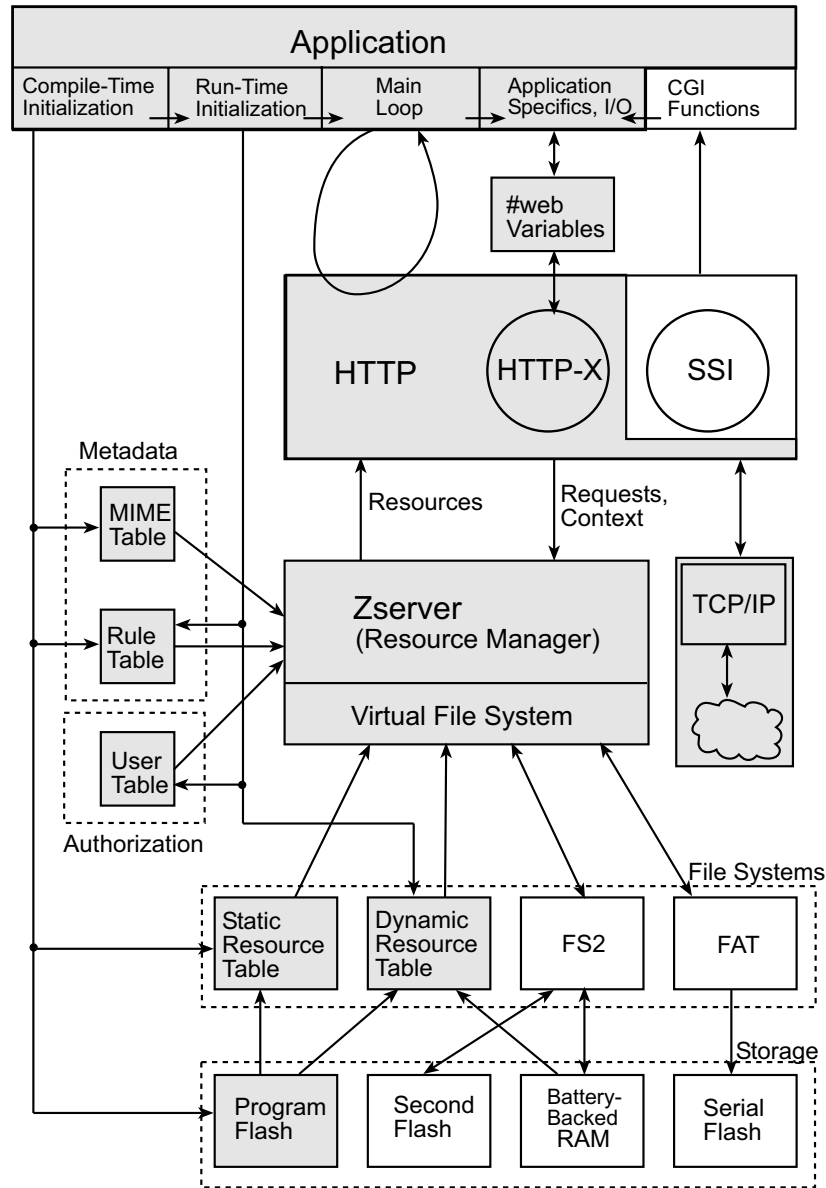 Application
Compile-Time
Initialization
Run-Time
Initialization
Main
Loop
Application
Specifics, I/O
CGI
Functions
#web
Variables
HTTP
HTTP-X
SSI
Metadata
MIME
Table
Resources
Requests,
Context
Rule
Table
Zserver
(Resource Manager)
TCP/IP
Virtual File System
User
Table
Authorization
File Systems
Static
Resource
Table
Dynamic
Resource
Table
FS2
FAT
Storage
Program
Flash
Second
Flash
Battery-
Backed
RAM
Serial
Flash